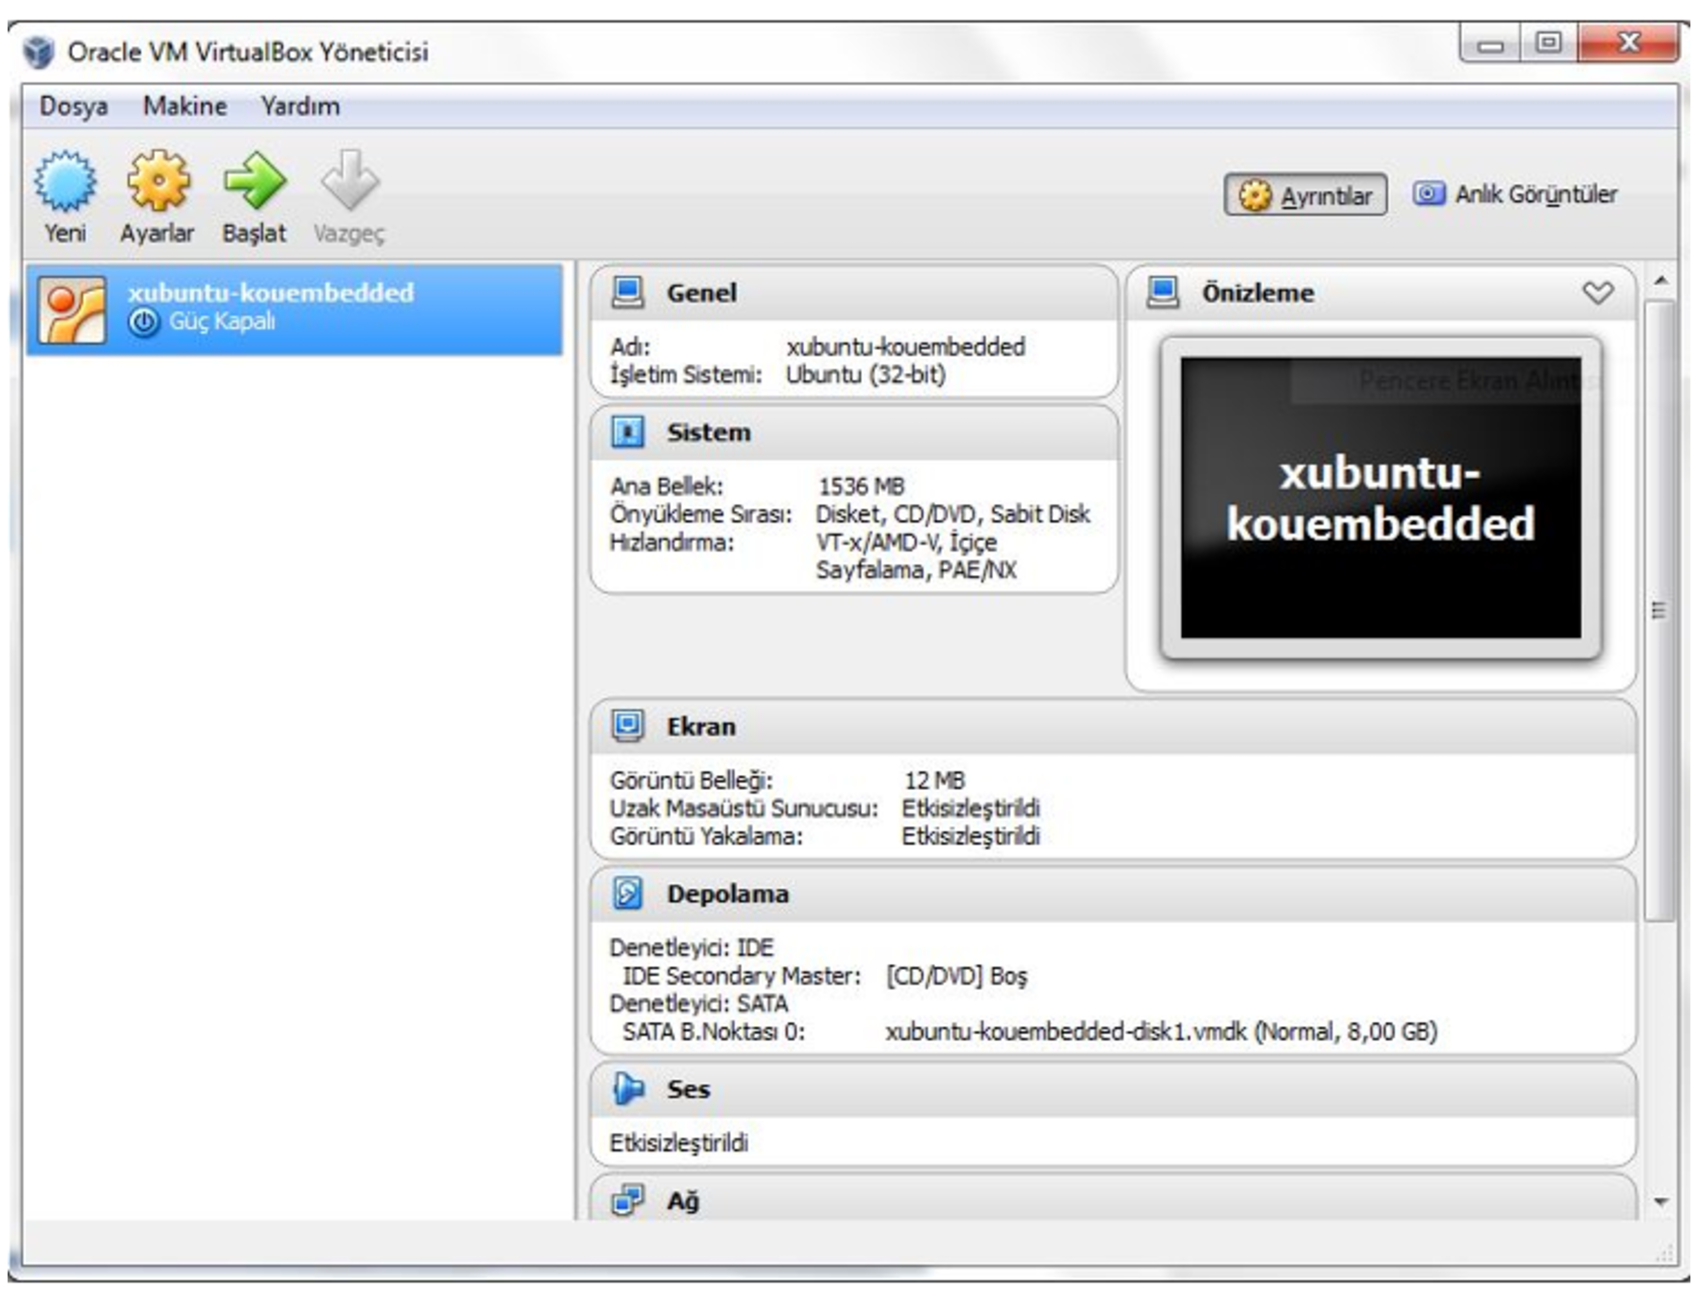 Oracle VM VirtualBox Yöneticisi
Dosya Makine Yardım
Yeni Ayarlar Başlat Vazgeç
Ayrıntılar Anlık Görüntüler
xubuntu-kouembedded
Güç Kapalı
Genel
Adı: xubuntu-kouembedded
İşletim Sistemi: Ubuntu (32-bit)
Sistem
Ana Bellek: 1536 MB
Önyükleme Sırası: Disket, CD/DVD, Sabit Disk
Hızlandırma: VT-x/AMD-V, İçiçe
Sayfalama, PAE/NX
Önizleme
Pencere Ekran Alıntısı
xubuntu-
kouembedded
Ekran
Görüntü Belleği: 12 MB
Uzak Masaüstü Sunucusu: Etkisizleştirildi
Görüntü Yakalama: Etkisizleştirildi
Depolama
Denetleyici: IDE
IDE Secondary Master: [CD/DVD] Boş
Denetleyici: SATA
SATA B.Noktası 0: xubuntu-kouembedded-disk1.vmdk (Normal, 8,00 GB)
Ses
Etkisizleştirildi
Ağ